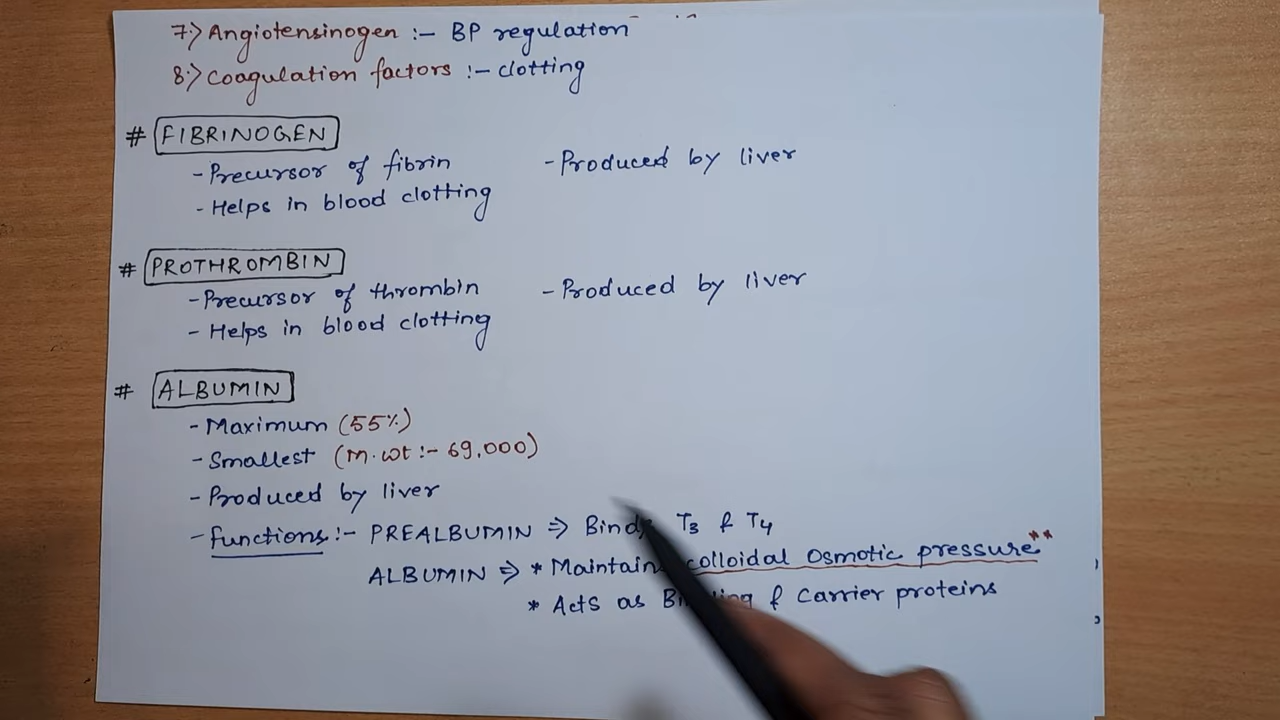 7.> Angiotensinogen :- BP regulation
8.> Coagulation factors :- clotting
# FIBRINOGEN
- Precursor of fibrin - Produced by liver
- Helps in blood clotting
# PROTHROMBIN
- Precursor of thrombin - Produced by liver
- Helps in blood clotting
# ALBUMIN
- Maximum (55%)
- Smallest (M.wt :- 69,000)
- Produced by liver
- Functions :- PREALBUMIN => Binds T3 & T4
ALBUMIN => * Maintain colloidal osmotic pressure**
* Acts as & Carrier proteins